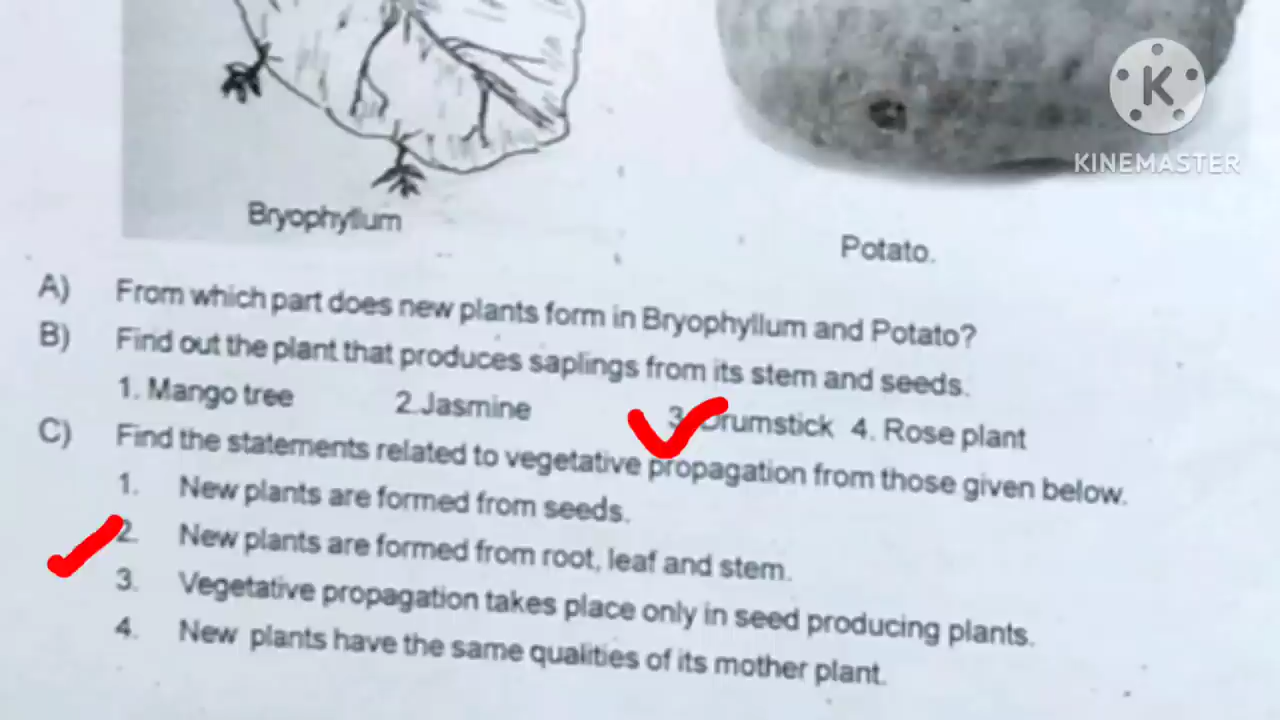 K
KINEMASTER
Bryophyllum
Potato.
A) From which part does new plants form in Bryophyllum and Potato?
B) Find out the plant that produces saplings from its stem and seeds.
1. Mango tree 2.Jasmine 3. Drumstick 4. Rose plant
C) Find the statements related to vegetative propagation from those given below.
1. New plants are formed from seeds.
2. New plants are formed from root, leaf and stem.
3. Vegetative propagation takes place only in seed producing plants.
4. New plants have the same qualities of its mother plant.